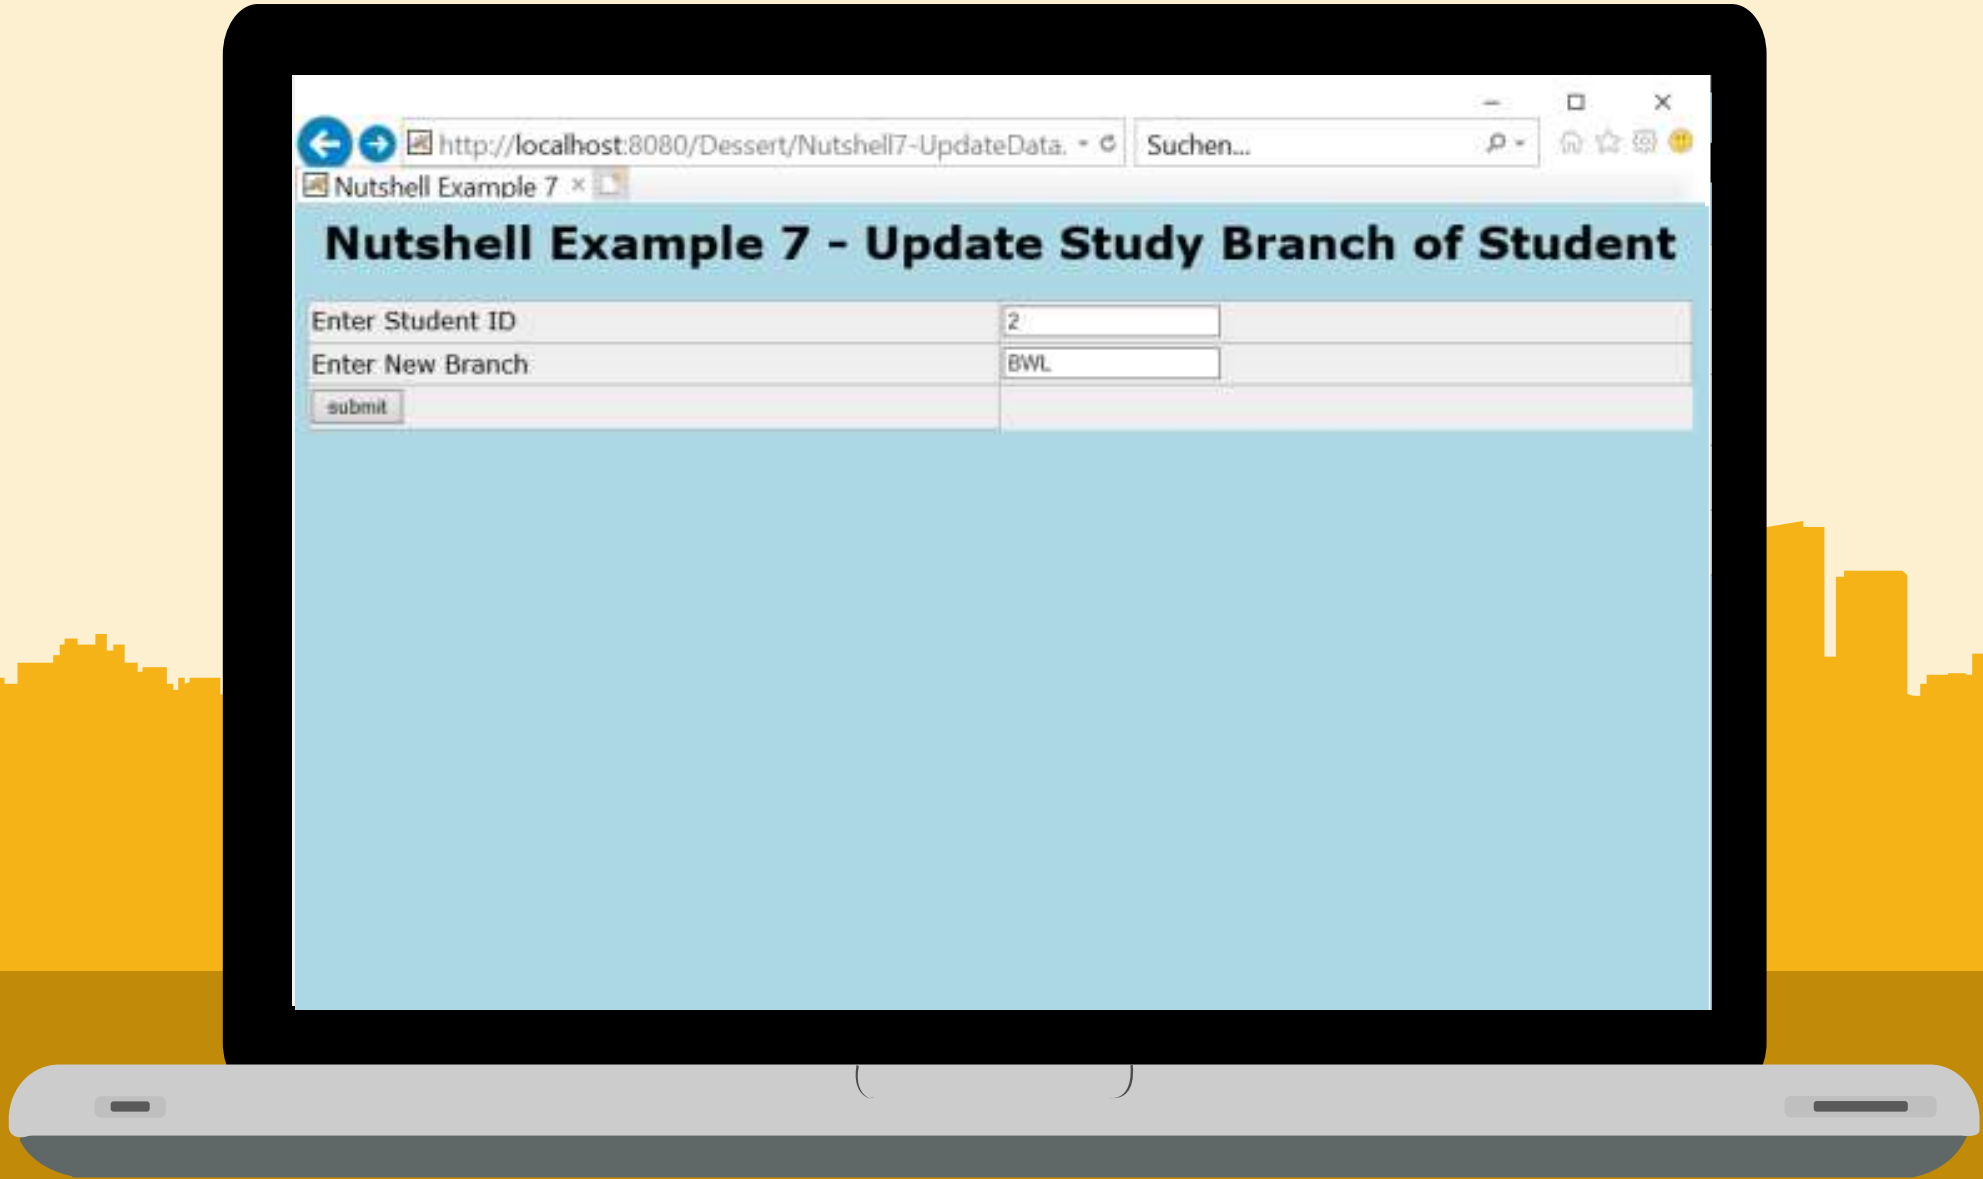 http://localhost:8080/Dessert/Nutshell7-UpdateData.
Suchen...
Nutshell Example 7
Nutshell Example 7 - Update Study Branch of Student
Enter Student ID 2
Enter New Branch BWL
submit